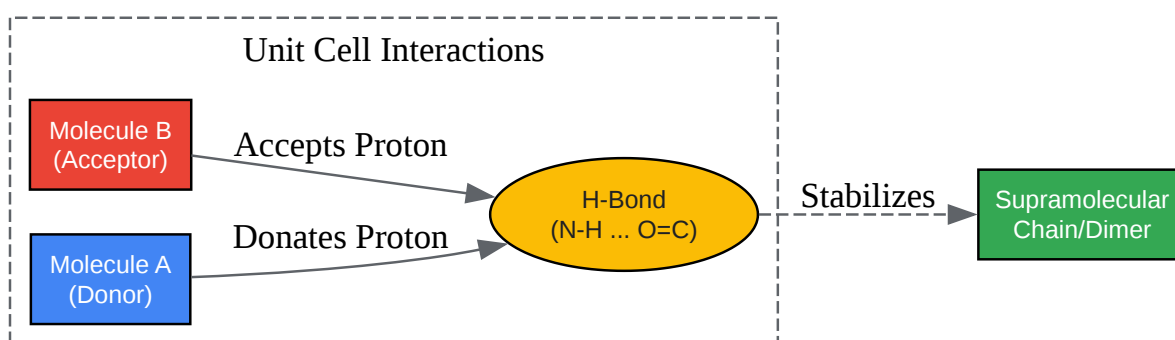 Unit Cell Interactions
Molecule B
(Acceptor)
Accepts Proton
Molecule A
(Donor)
Donates Proton
H-Bond
(N-H ... O=C)
Stabilizes
Supramolecular
Chain/Dimer